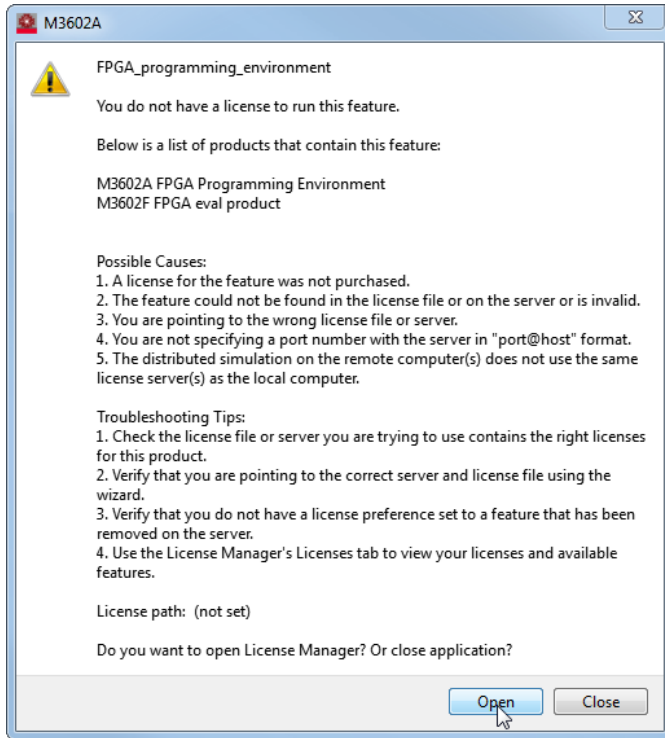 M3602A
FPGA_programming_environment
You do not have a license to run this feature.
Below is a list of products that contain this feature:
M3602A FPGA Programming Environment
M3602F FPGA eval product
Possible Causes:
1. A license for the feature was not purchased.
2. The feature could not be found in the license file or on the server or is invalid.
3. You are pointing to the wrong license file or server.
4. You are not specifying a port number with the server in "port@host" format.
5. The distributed simulation on the remote computer(s) does not use the same
license server(s) as the local computer.
Troubleshooting Tips:
1. Check the license file or server you are trying to use contains the right licenses
for this product.
2. Verify that you are pointing to the correct server and license file using the
wizard.
3. Verify that you do not have a license preference set to a feature that has been
removed on the server.
4. Use the License Manager's Licenses tab to view your licenses and available
features.
License path:  (not set)
Do you want to open License Manager? Or close application?
Open
Close